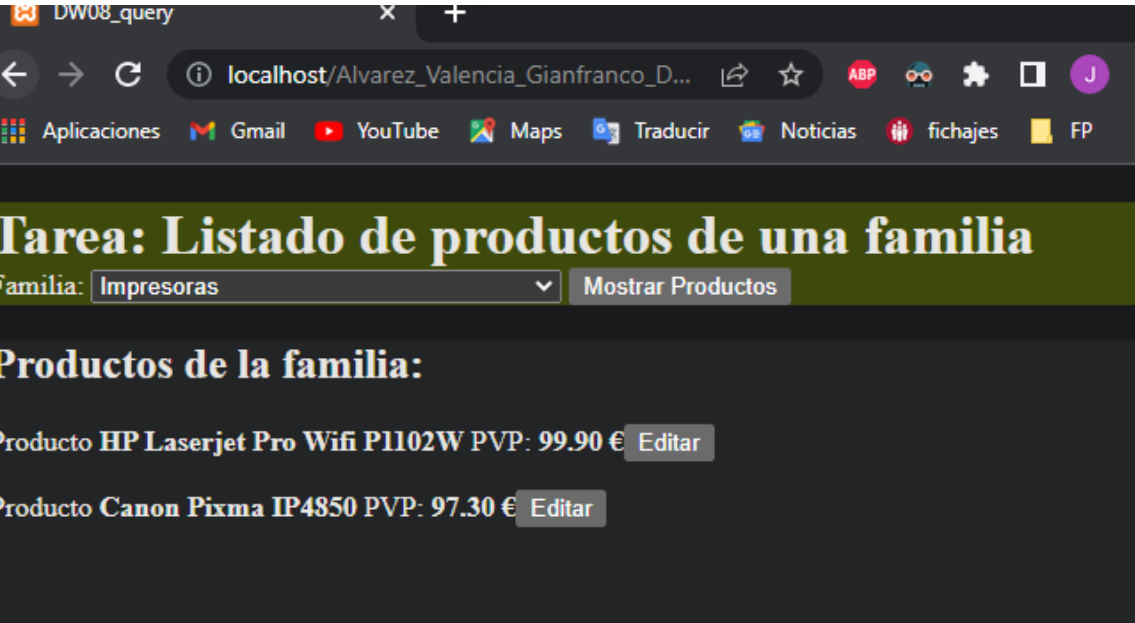 DW08_query
localhost/Alvarez_Valencia_Gianfranco_D...
ABP
J
Aplicaciones Gmail YouTube Maps Traducir Noticias fichajes FP
Tarea: Listado de productos de una familia
Familia: Impresoras Mostrar Productos
Productos de la familia:
Producto HP Laserjet Pro Wifi P1102W PVP: 99.90 € Editar
Producto Canon Pixma IP4850 PVP: 97.30 € Editar